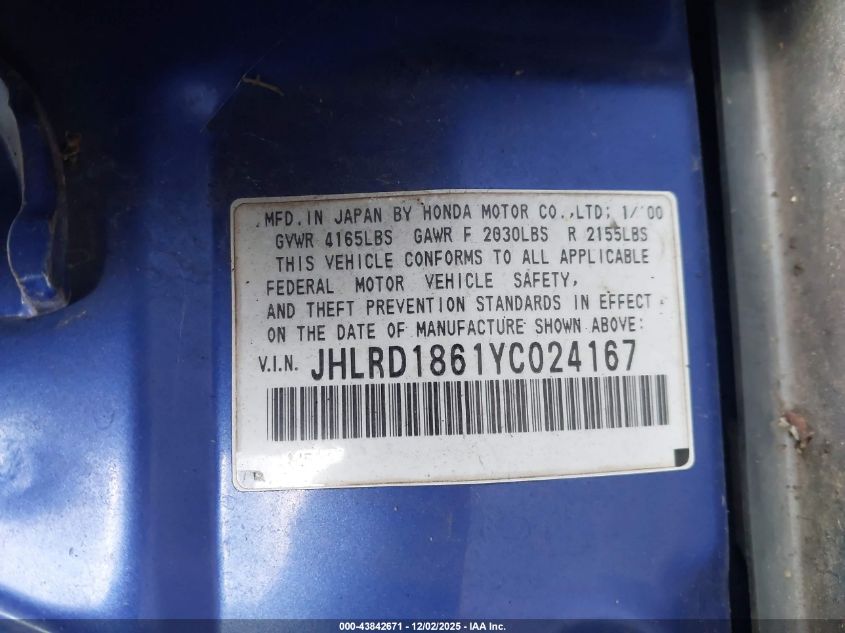 MFD. IN JAPAN BY HONDA MOTOR CO.,LTD; 1/'00
GVWR 4165LBS GAWR F 2030LBS R 2155LBS
THIS VEHICLE CONFORMS TO ALL APPLICABLE
FEDERAL MOTOR VEHICLE SAFETY,
AND THEFT PREVENTION STANDARDS IN EFFECT
ON THE DATE OF MANUFACTURE SHOWN ABOVE:
V.I.N. JHLRD1861YC024167
000-43842671 - 12/02/2025 - IAA Inc.